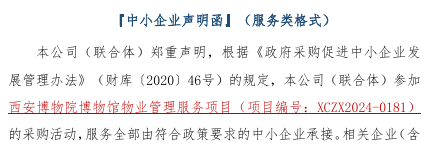 『中小企业声明函』（服务类格式）
本公司（联合体）郑重声明，根据《政府采购促进中小企业发
展管理办法》（财库〔2020〕46号）的规定，本公司（联合体）参加
西安博物院博物馆物业管理服务项目（项目编号：XCZX2024-0181）
的采购活动，服务全部由符合政策要求的中小企业承接。相关企业（含